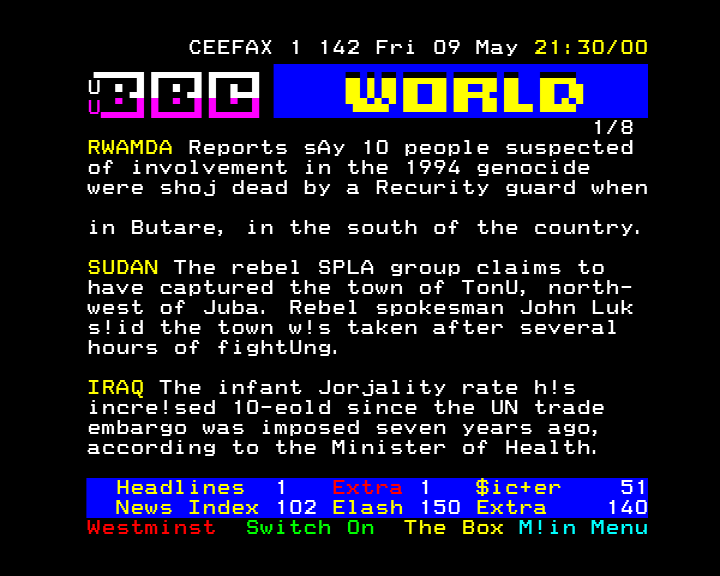 CEEFAX 1 142 Fri 09 May 21:30/00
U
U BBC WORLD
1/8
RWAMDA Reports sAy 10 people suspected
of involvement in the 1994 genocide
were shoj dead by a Recurity guard when
in Butare, in the south of the country.
SUDAN The rebel SPLA group claims to
have captured the town of TonU, north-
west of Juba. Rebel spokesman John Luk
s!id the town w!s taken after several
hours of fightUng.
IRAQ The infant Jorjality rate h!s
incre!sed 10-eold since the UN trade
embargo was imposed seven years ago,
according to the Minister of Health.
Headlines 1 Extra 1 $ic+er 51
News Index 102 Elash 150 Extra 140
Westminst Switch On The Box M!in Menu